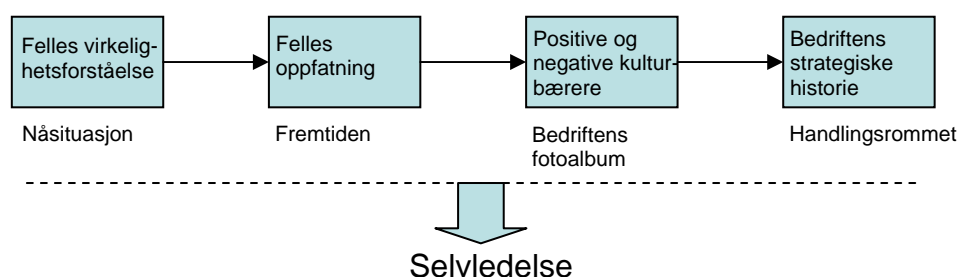 Felles virkelig-
hetsforståelse
Felles
oppfatning
Positive og
negative kultur-
bærere
Bedriftens
strategiske
historie
Nåsituasjon
Fremtiden
Bedriftens
fotoalbum
Handlingsrommet
Selvledelse